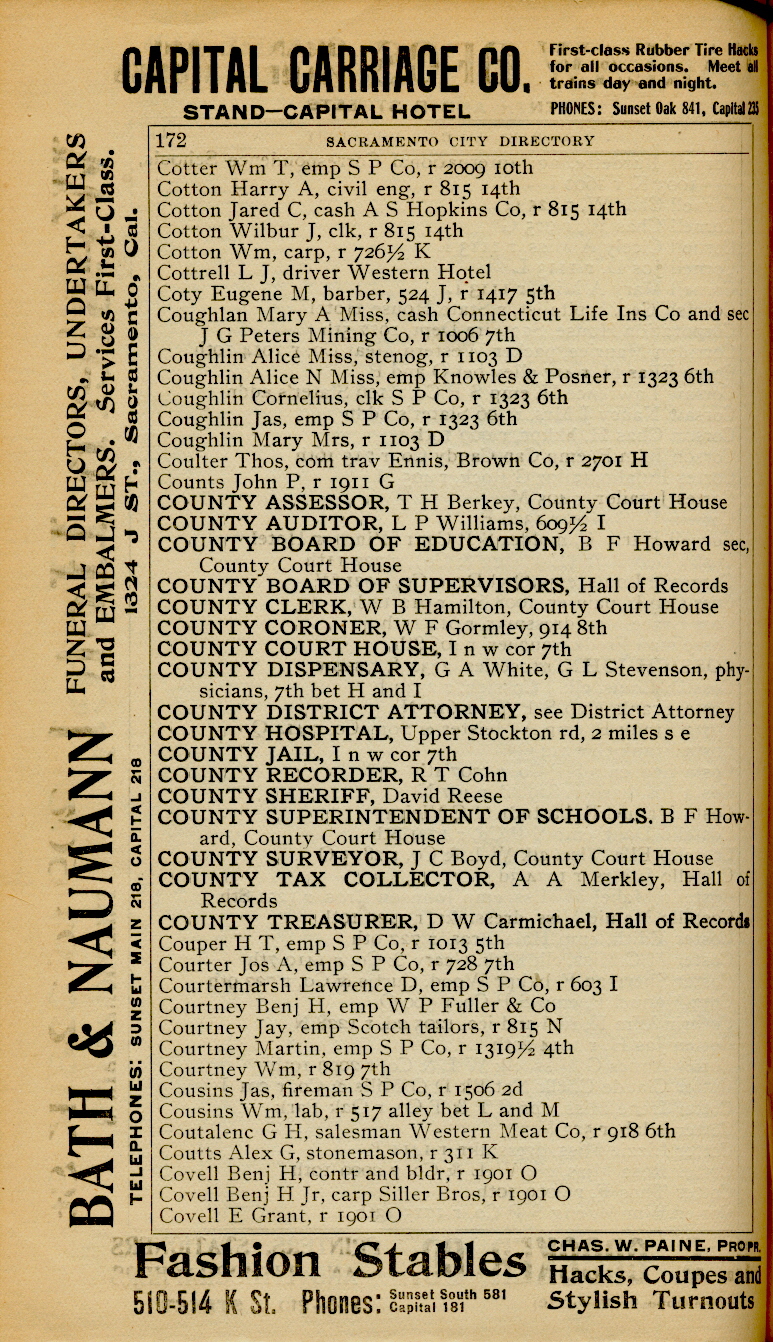 CAPITAL CARRIAGE CO.
STAND—CAPITAL HOTEL
First-class Rubber Tire Hacks
for all occasions. Meet all
trains day and night.
PHONES: Sunset Oak 841, Capital 235
BATH & NAUMANN FUNERAL DIRECTORS, UNDERTAKERS
and EMBALMERS. Services First-Class.
TELEPHONES: SUNSET MAIN 218, CAPITAL 218 1324 J ST., Sacramento, Cal.
172 SACRAMENTO CITY DIRECTORY
Cotter Wm T, emp S P Co, r 2009 10th
Cotton Harry A, civil eng, r 815 14th
Cotton Jared C, cash A S Hopkins Co, r 815 14th
Cotton Wilbur J, clk, r 815 14th
Cotton Wm, carp, r 726½ K
Cottrell L J, driver Western Hotel
Coty Eugene M, barber, 524 J, r 1417 5th
Coughlan Mary A Miss, cash Connecticut Life Ins Co and sec
J G Peters Mining Co, r 1006 7th
Coughlin Alice Miss, stenog, r 1103 D
Coughlin Alice N Miss, emp Knowles & Posner, r 1323 6th
Coughlin Cornelius, clk S P Co, r 1323 6th
Coughlin Jas, emp S P Co, r 1323 6th
Coughlin Mary Mrs, r 1103 D
Coulter Thos, com trav Ennis, Brown Co, r 2701 H
Counts John P, r 1911 G
COUNTY ASSESSOR, T H Berkey, County Court House
COUNTY AUDITOR, L P Williams, 609½ I
COUNTY BOARD OF EDUCATION, B F Howard sec,
County Court House
COUNTY BOARD OF SUPERVISORS, Hall of Records
COUNTY CLERK, W B Hamilton, County Court House
COUNTY CORONER, W F Gormley, 914 8th
COUNTY COURT HOUSE, I n w cor 7th
COUNTY DISPENSARY, G A White, G L Stevenson, phy-
sicians, 7th bet H and I
COUNTY DISTRICT ATTORNEY, see District Attorney
COUNTY HOSPITAL, Upper Stockton rd, 2 miles s e
COUNTY JAIL, I n w cor 7th
COUNTY RECORDER, R T Cohn
COUNTY SHERIFF, David Reese
COUNTY SUPERINTENDENT OF SCHOOLS. B F How-
ard, County Court House
COUNTY SURVEYOR, J C Boyd, County Court House
COUNTY TAX COLLECTOR, A A Merkley, Hall of
Records
COUNTY TREASURER, D W Carmichael, Hall of Records
Couper H T, emp S P Co, r 1013 5th
Courter Jos A, emp S P Co, r 728 7th
Courtermarsh Lawrence D, emp S P Co, r 603 I
Courtney Benj H, emp W P Fuller & Co
Courtney Jay, emp Scotch tailors, r 815 N
Courtney Martin, emp S P Co, r 1319½ 4th
Courtney Wm, r 819 7th
Cousins Jas, fireman S P Co, r 1506 2d
Cousins Wm, lab, r 517 alley bet L and M
Coutalenc G H, salesman Western Meat Co, r 918 6th
Coutts Alex G, stonemason, r 311 K
Covell Benj H, contr and bldr, r 1901 O
Covell Benj H Jr, carp Siller Bros, r 1901 O
Covell E Grant, r 1901 O
Fashion Stables
510-514 K St. Phones: Sunset South 581
Capital 181
CHAS. W. PAINE, PROPR.
Hacks, Coupes and
Stylish Turnouts